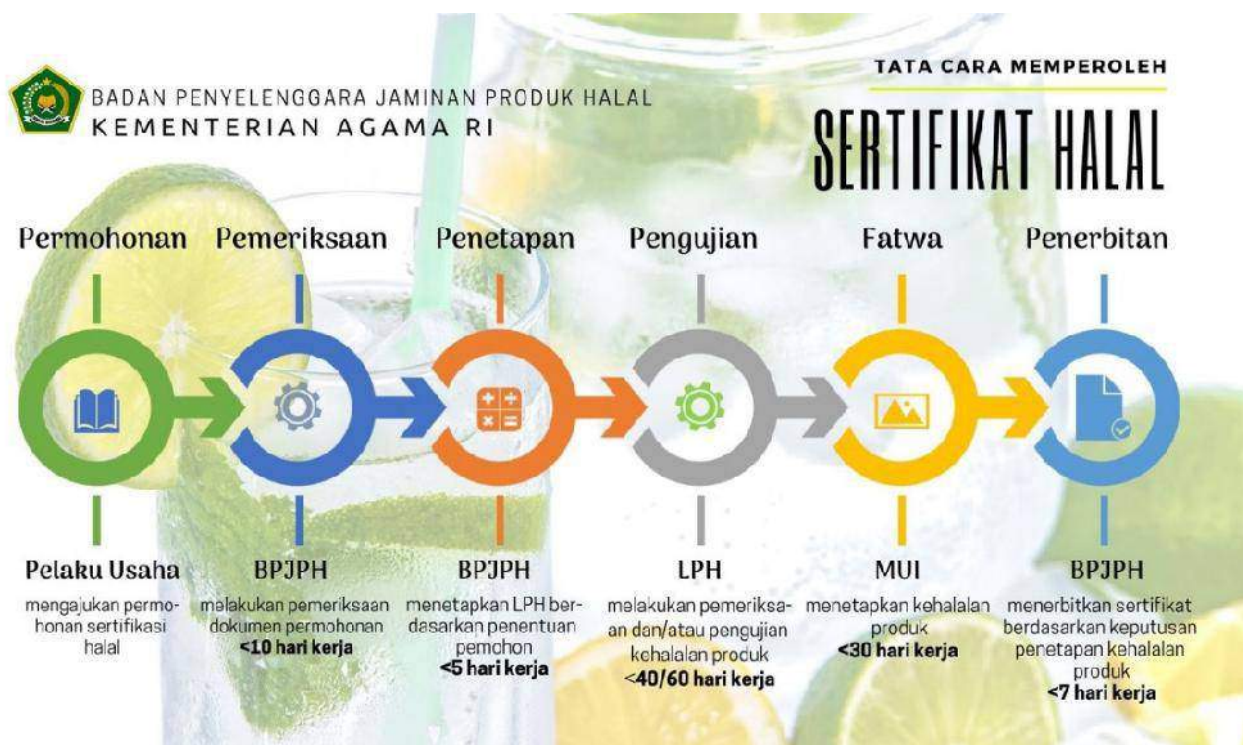 BADAN PENYELENGGARA JAMINAN PRODUK HALAL
KEMENTERIAN AGAMA RI
TATA CARA MEMPEROLEH
SERTIFIKAT HALAL
Permohonan
Pemeriksaan
Penetapan
Pengujian
Fatwa
Penerbitan
Pelaku Usaha
mengajukan permo-
honan sertifikasi
halal
BPJPH
melakukan pemeriksaan
dokumen permohonan
<10 hari kerja
BPJPH
menetapkan LPH ber-
dasarkan penentuan
pemohon
<5 hari kerja
LPH
melakukan pemeriksa-
an dan/atau pengujian
kehalalan produk
<40/60 hari kerja
MUI
menetapkan kehalalan
produk
<30 hari kerja
BPJPH
menerbitkan sertifikat
berdasarkan keputusan
penetapan kehalalan
produk
<7 hari kerja